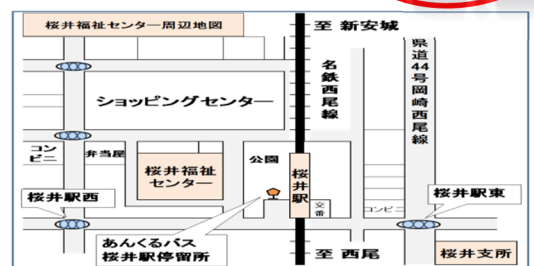 桜井福祉センター周辺地図
至 新安城
名鉄西尾線
県道44号岡崎西尾線
ショッピングセンター
コン
ビニ
弁当屋
桜井福祉
センター
公園
桜井駅
交番
コンビニ
桜井駅西
桜井駅東
あんくるバス
桜井駅停留所
至 西尾
桜井支所